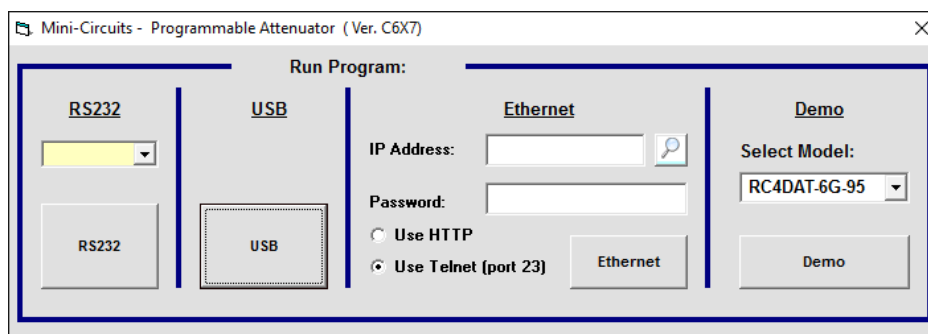 Mini-Circuits - Programmable Attenuator ( Ver. C6X7)
Run Program:
RS232
USB
Ethernet
Demo
IP Address:
Select Model:
RC4DAT-6G-95
Password:
Use HTTP
Use Telnet (port 23)
RS232
USB
Ethernet
Demo